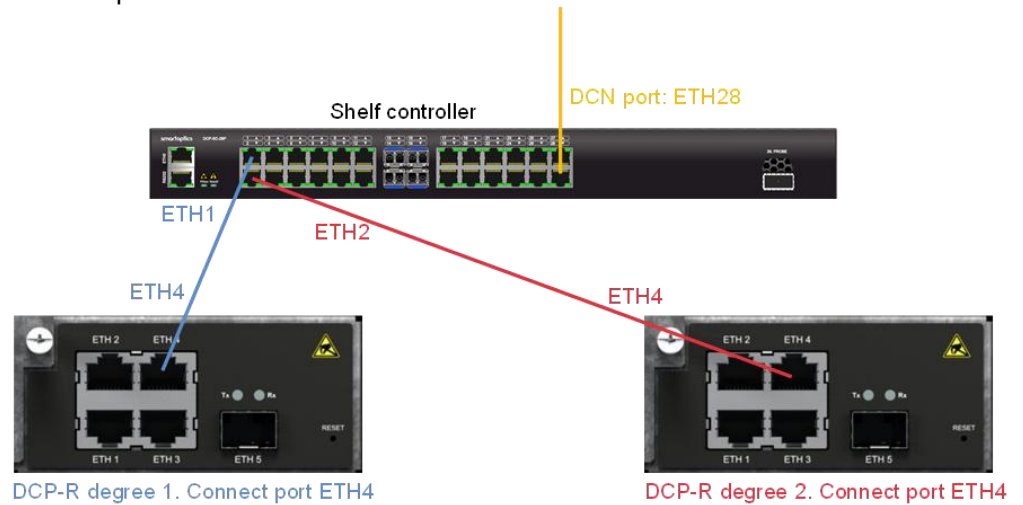 DCN port: ETH28
Shelf controller
smartoptics
ETH1
ETH2
ETH4
ETH4
ETH 2
ETH 4
Tx
Rx
RESET
ETH 1
ETH 3
ETH 5
ETH 2
ETH 4
Tx
Rx
RESET
ETH 1
ETH 3
ETH 5
DCP-R degree 1. Connect port ETH4
DCP-R degree 2. Connect port ETH4